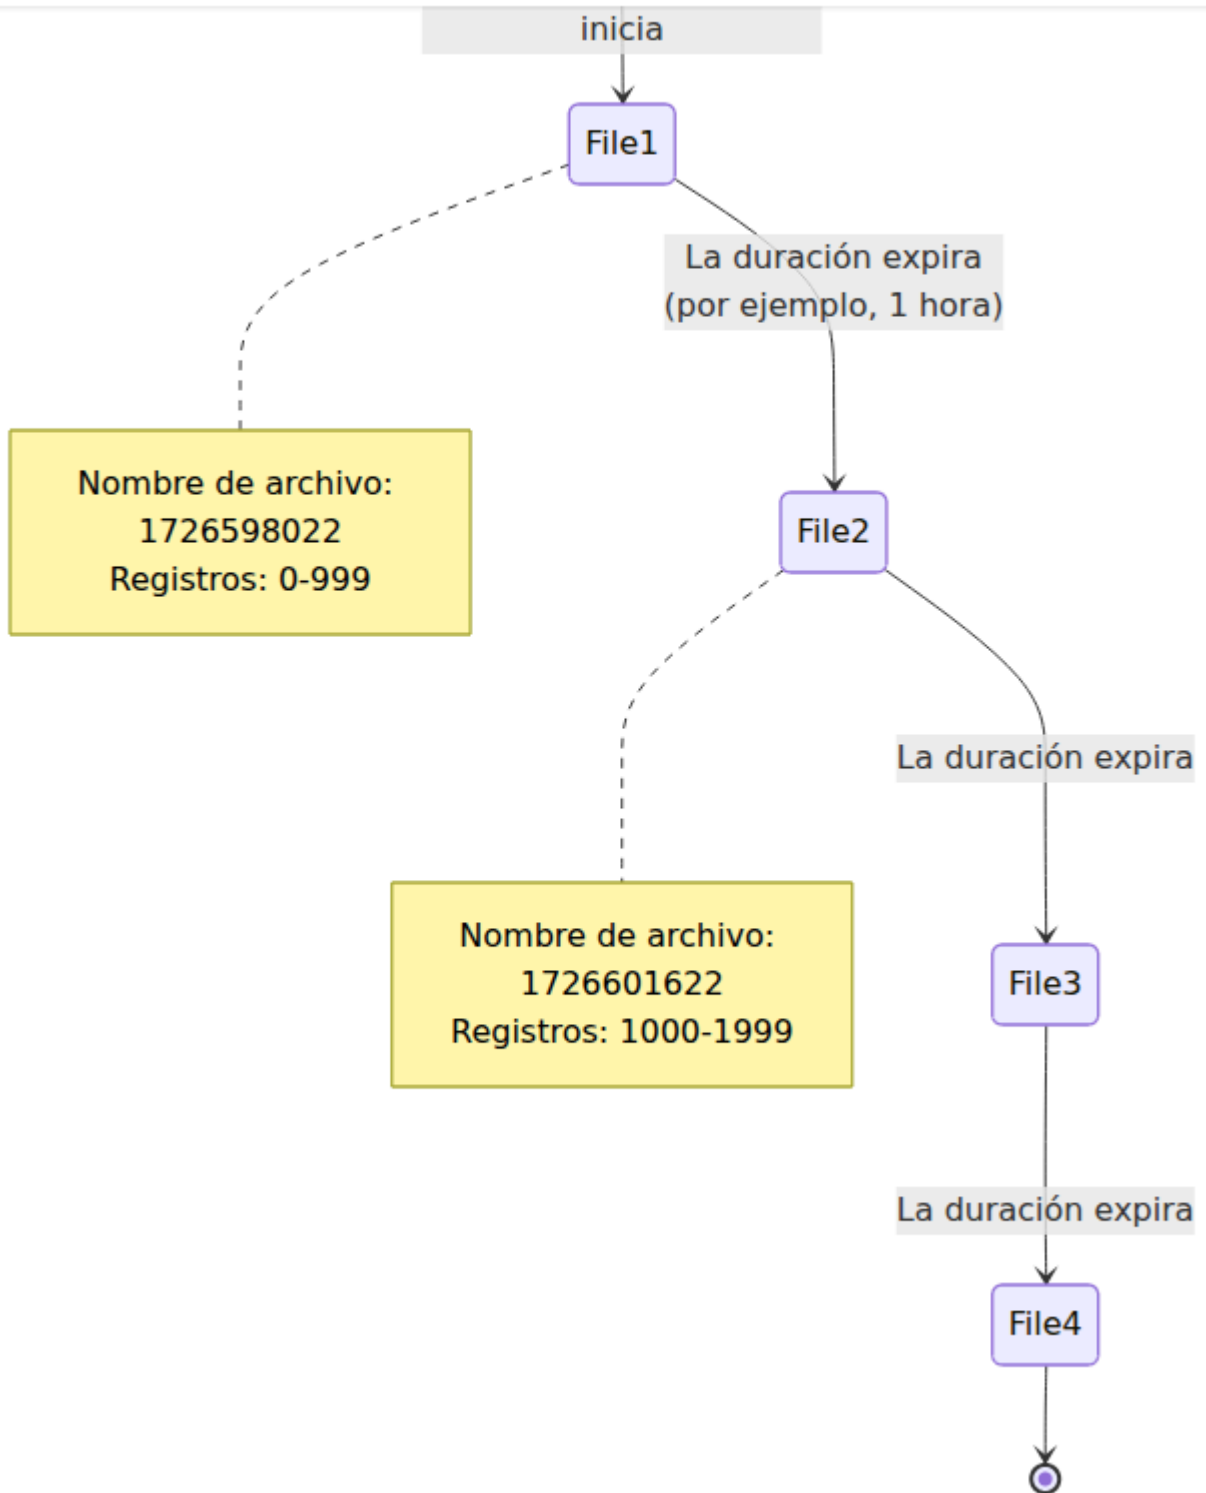 inicia
File1
La duración expira
(por ejemplo, 1 hora)
Nombre de archivo:
1726598022
Registros: 0-999
File2
La duración expira
Nombre de archivo:
1726601622
Registros: 1000-1999
File3
La duración expira
File4